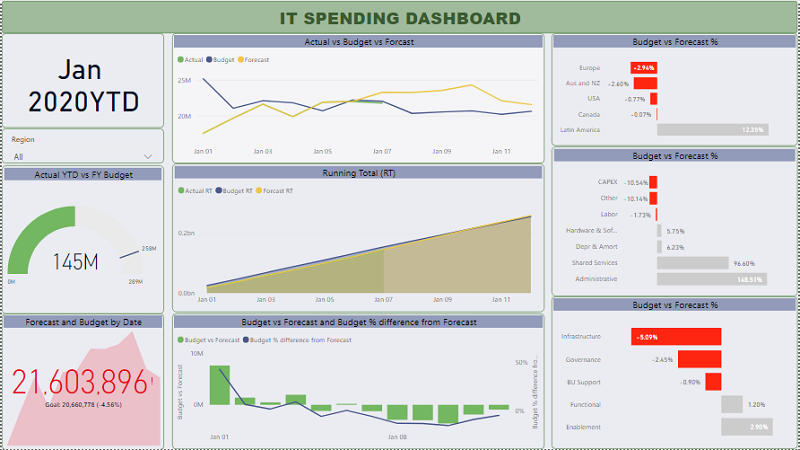 IT SPENDING DASHBOARD
Jan
2020YTD
Region
All
Actual YTD vs FY Budget
145M
0M
258M
289M
Forecast and Budget by Date
21,603,896!
Goal: 20,660,778 (-4.56%)
Actual vs Budget vs Forcast
Actual Budget Forecast
25M
20M
Jan 01 Jan 03 Jan 05 Jan 07 Jan 09 Jan 11
Running Total (RT)
Actual RT Budget RT Forcast RT
0.2bn
0.0bn
Jan 01 Jan 03 Jan 05 Jan 07 Jan 09 Jan 11
Budget vs Forecast and Budget % difference from Forecast
Budget vs Forecast Budget % difference from Forecast
Budget vs Forecast
10M
0M
50%
0%
Budget % difference fro...
Jan 01 Jan 08
Budget vs Forecast %
Europe -2.94%
Aus and NZ -2.60%
USA -0.77%
Canada -0.07%
Latin America 12.35%
Budget vs Forecast %
CAPEX -10.54%
Other -10.14%
Labor -1.73%
Hardware & Sof... 5.75%
Depr & Amort 6.23%
Shared Services 96.60%
Administrative 148.51%
Budget vs Forecast %
Infrastructure -5.09%
Governance -2.45%
BU Support -0.90%
Functional 1.20%
Enablement 2.90%